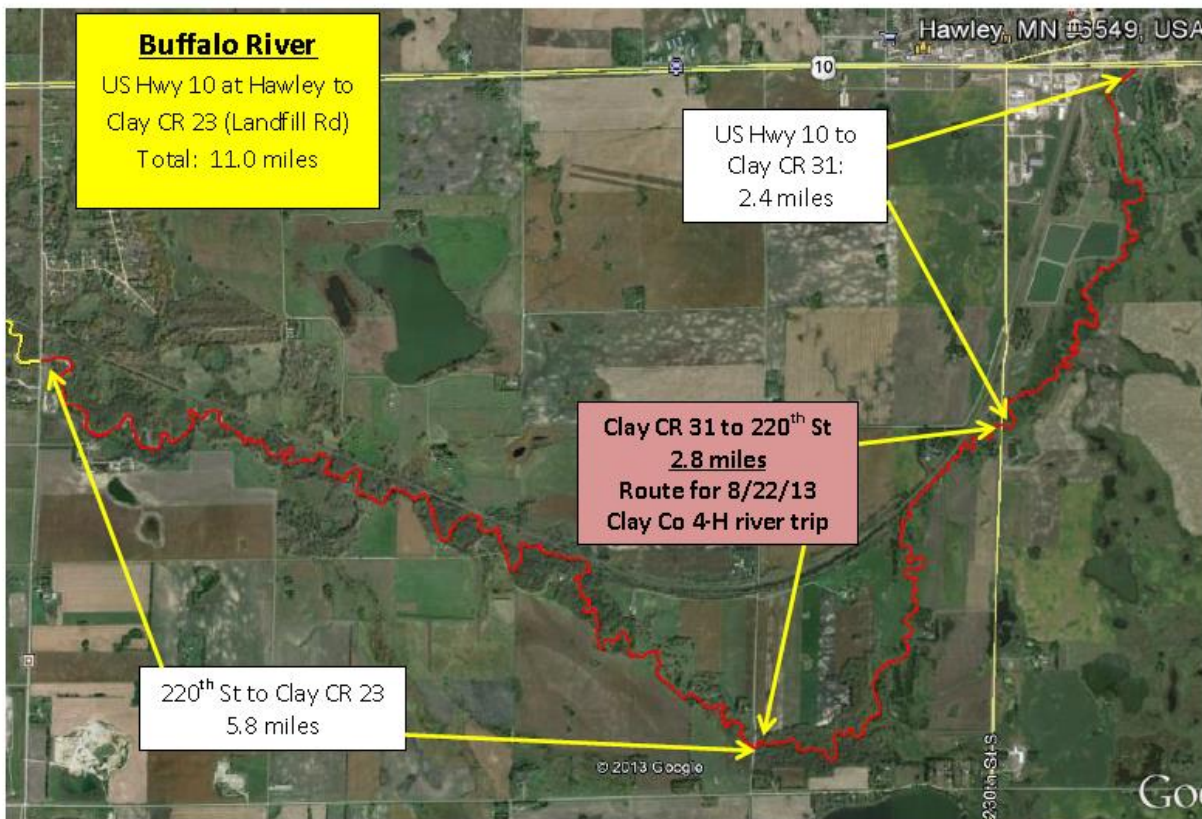 Buffalo River
US Hwy 10 at Hawley to
Clay CR 23 (Landfill Rd)
Total: 11.0 miles
Hawley, MN
USA
10
US Hwy 10 to
Clay CR 31:
2.4 miles
Clay CR 31 to 220th St
2.8 miles
Route for 8/22/13
Clay Co 4-H river trip
220th St to Clay CR 23
5.8 miles
© 2013 Google
230th St S
Goo